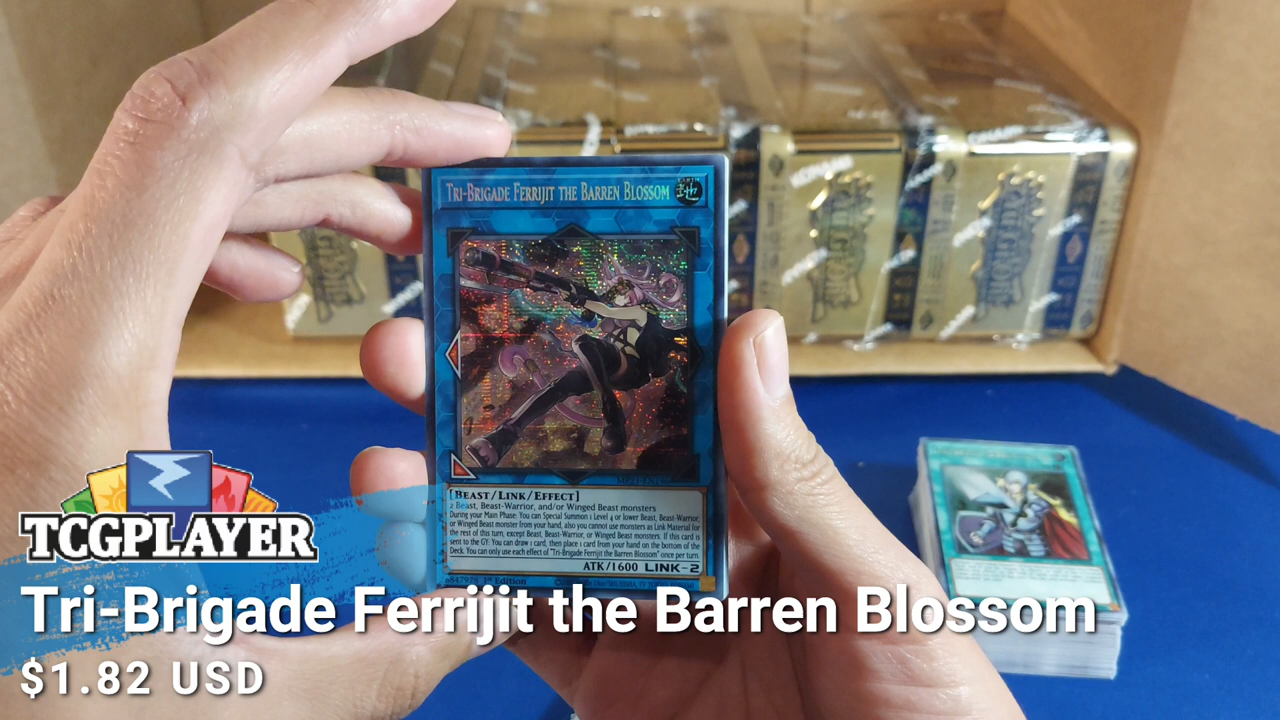 TRI-BRIGADE FERRIJIT THE BARREN BLOSSOM
EARTH
地
[BEAST/LINK/EFFECT]
2 Beast, Beast-Warrior, and/or Winged Beast monsters
During your Main Phase: You can Special Summon 1 Level 4 or lower Beast, Beast-Warrior,
or Winged Beast monster from your hand, also you cannot use monsters as Link Material for
the rest of this turn, except Beast, Beast-Warrior, or Winged Beast monsters. If this card is
sent to the GY: You can draw 1 card, then place 1 card from your hand on the bottom of the
Deck. You can only use each effect of "Tri-Brigade Ferrijit the Barren Blossom" once per turn.
ATK/1600 LINK-2
1st Edition
KONAMI
TCGPLAYER
Tri-Brigade Ferrijit the Barren Blossom
$1.82 USD